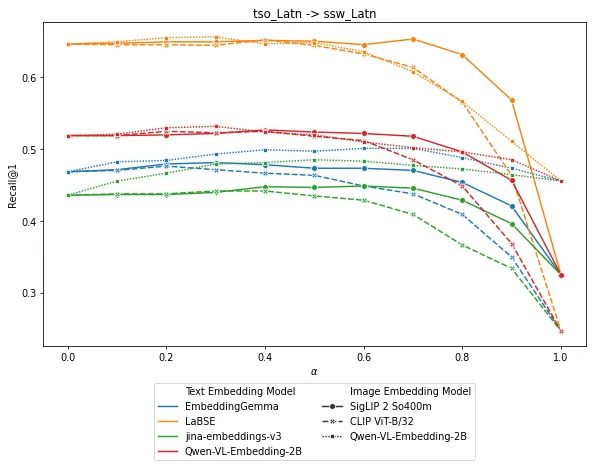 tso_Latn -> ssw_Latn
Recall@1
0.6
0.5
0.4
0.3
0.0 0.2 0.4 0.6 0.8 1.0
α
Text Embedding Model Image Embedding Model
EmbeddingGemma SigLIP 2 So400m
LaBSE CLIP ViT-B/32
jina-embeddings-v3 Qwen-VL-Embedding-2B
Qwen-VL-Embedding-2B